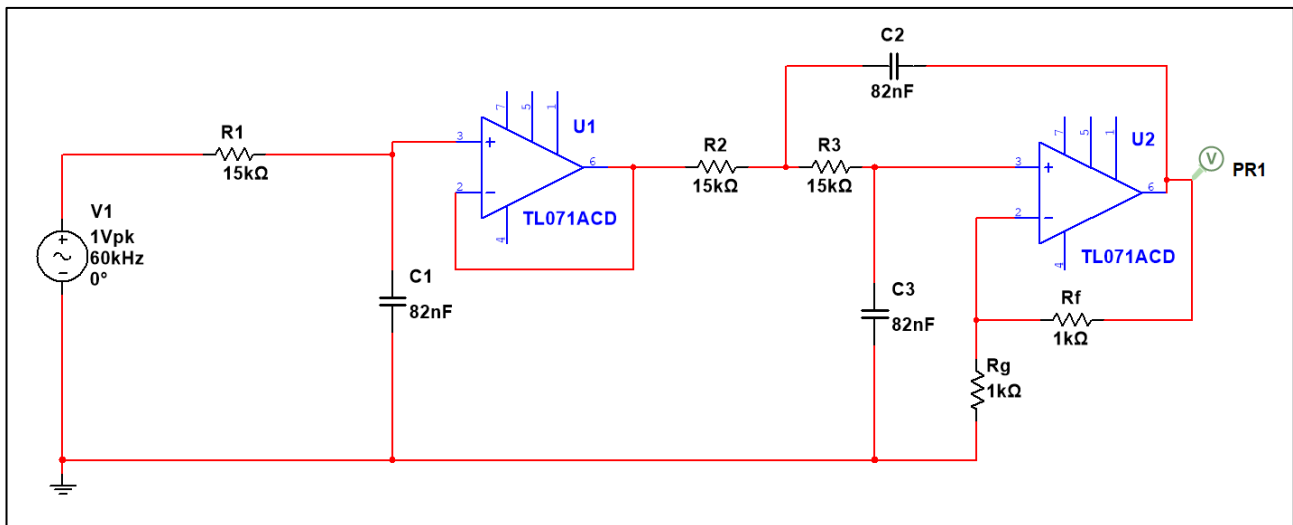 C2
82nF
7
5
1
U1
3
6
2
4
TL071ACD
R1
15kΩ
R2
15kΩ
R3
15kΩ
7
5
1
U2
3
6
2
4
TL071ACD
V
PR1
V1
1Vpk
60kHz
0°
C1
82nF
C3
82nF
Rf
1kΩ
Rg
1kΩ